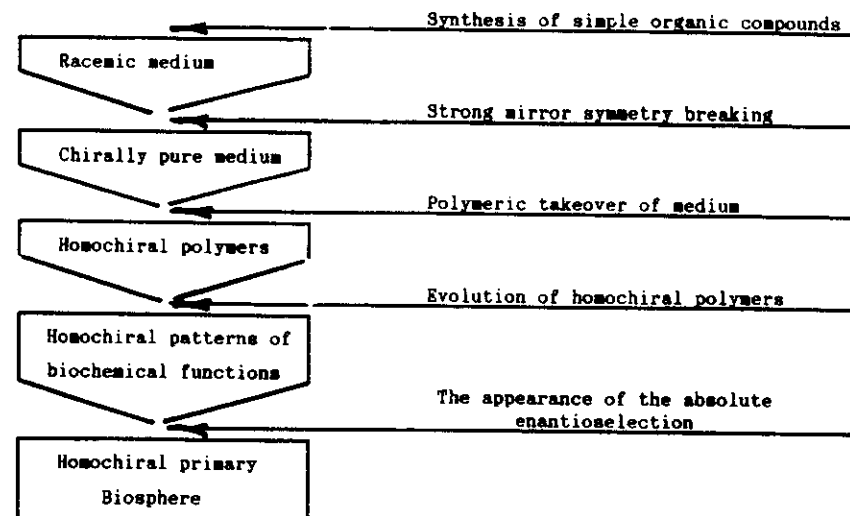 Synthesis of simple organic compounds
Racemic medium
Strong mirror symmetry breaking
Chirally pure medium
Polymeric takeover of medium
Homochiral polymers
Evolution of homochiral polymers
Homochiral patterns of
biochemical functions
The appearance of the absolute
enantioselection
Homochiral primary
Biosphere